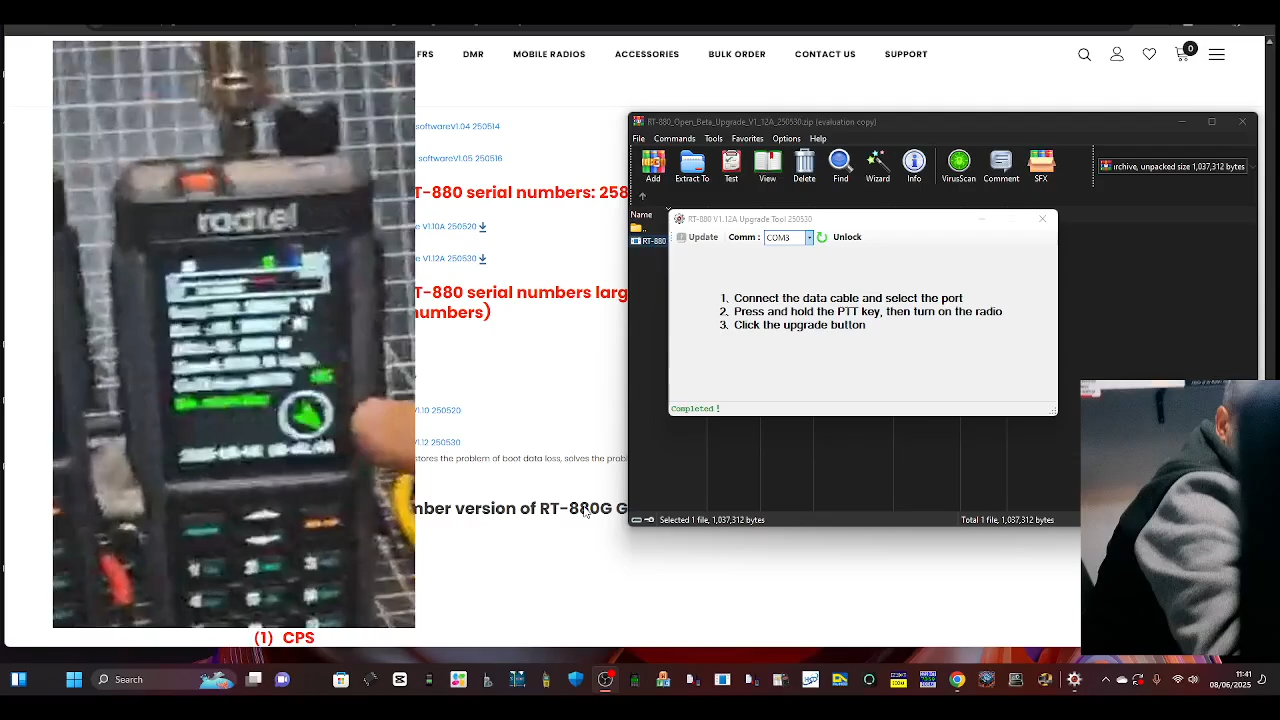 FRS DMR MOBILE RADIOS ACCESSORIES BULK ORDER CONTACT US SUPPORT 0
softwareV1.04 250514
softwareV1.05 250516
T-880 serial numbers: 258
e V1.10A 250520
e V1.12A 250530
T-880 serial numbers larg
numbers)
V1.10 250520
V1.12 250530
stores the problem of boot data loss, solves the probl
mber version of RT-880G G
(1) CPS
radtel
RT-880_Open_Beta_Upgrade_V1_12A_250530.zip (evaluation copy)
File Commands Tools Favorites Options Help
Add Extract To Test View Delete Find Wizard Info VirusScan Comment SFX
irchive, unpacked size 1,037,312 bytes
Name
..
RT-880
RT-880 V1.12A Upgrade Tool 250530
Update Comm : COM3 Unlock
1. Connect the data cable and select the port
2. Press and hold the PTT key, then turn on the radio
3. Click the upgrade button
Completed !
Selected 1 file, 1,037,312 bytes Total 1 file, 1,037,312 bytes
Search
11:41
08/06/2025